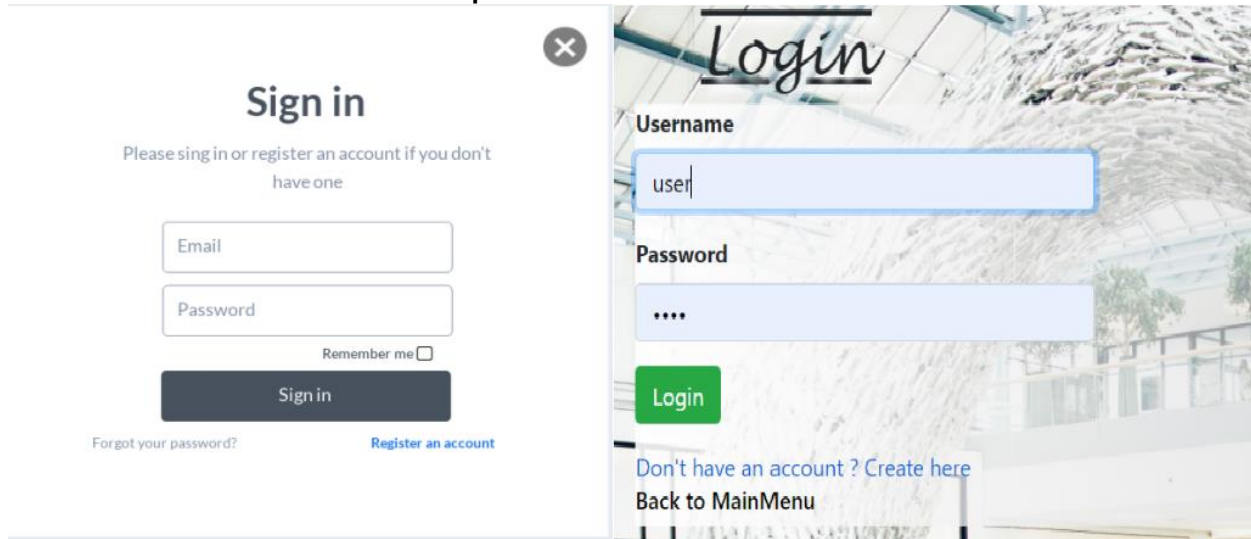 Sign in
Please sing in or register an account if you don't
have one
Email
Password
Remember me
Sign in
Forgot your password?
Register an account
Login
Username
user
Password
••••
Login
Don't have an account ? Create here
Back to MainMenu